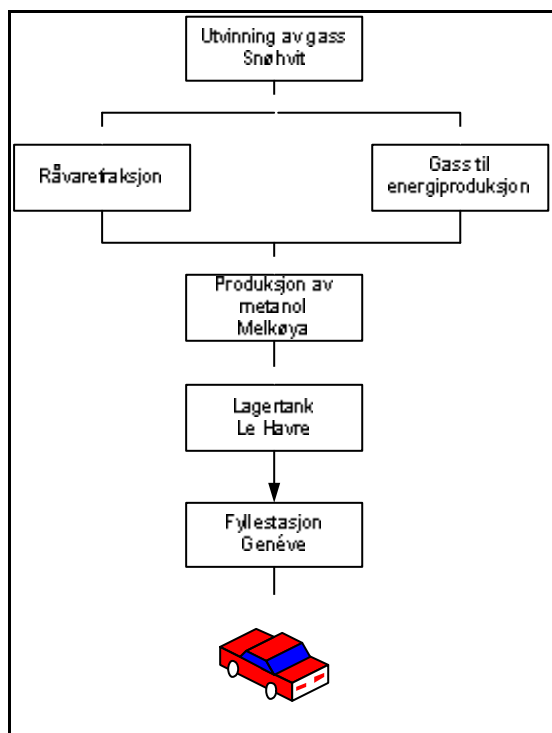 Utvinning av gass
Snøhvit
Råvarefraksjon
Gass til
energiproduksjon
Produksjon av
metanol
Melkøya
Lagertank
Le Havre
Fyllestasjon
Genéve